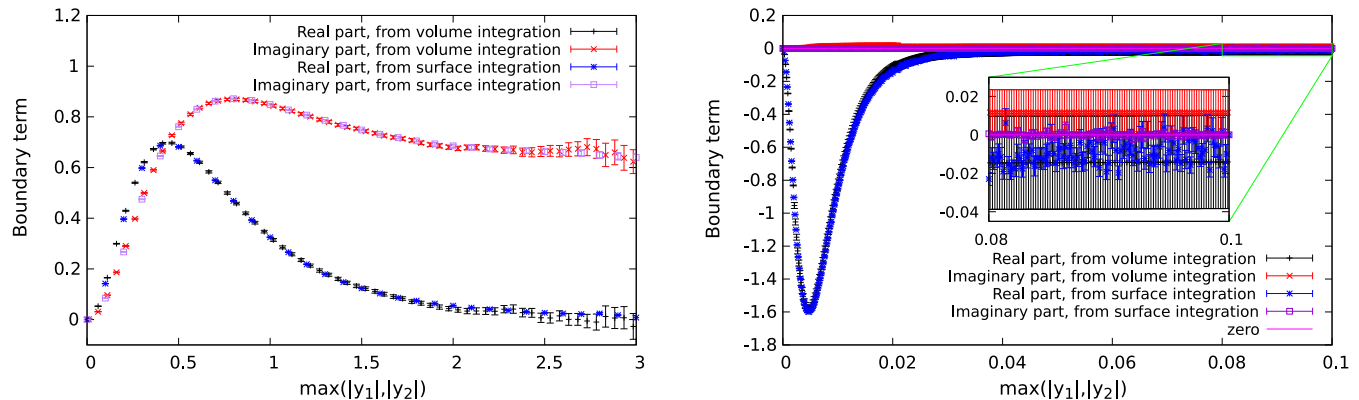 Boundary term
1.2
1
0.8
0.6
0.4
0.2
0
0
0.5
1
1.5
2
2.5
3
max(|y1|,|y2|)
Real part, from volume integration
Imaginary part, from volume integration
Real part, from surface integration
Imaginary part, from surface integration
Boundary term
0.2
0
-0.2
-0.4
-0.6
-0.8
-1
-1.2
-1.4
-1.6
-1.8
0
0.02
0.04
0.06
0.08
0.1
max(|y1|,|y2|)
0.02
0
-0.02
-0.04
0.08
0.1
Real part, from volume integration
Imaginary part, from volume integration
Real part, from surface integration
Imaginary part, from surface integration
zero